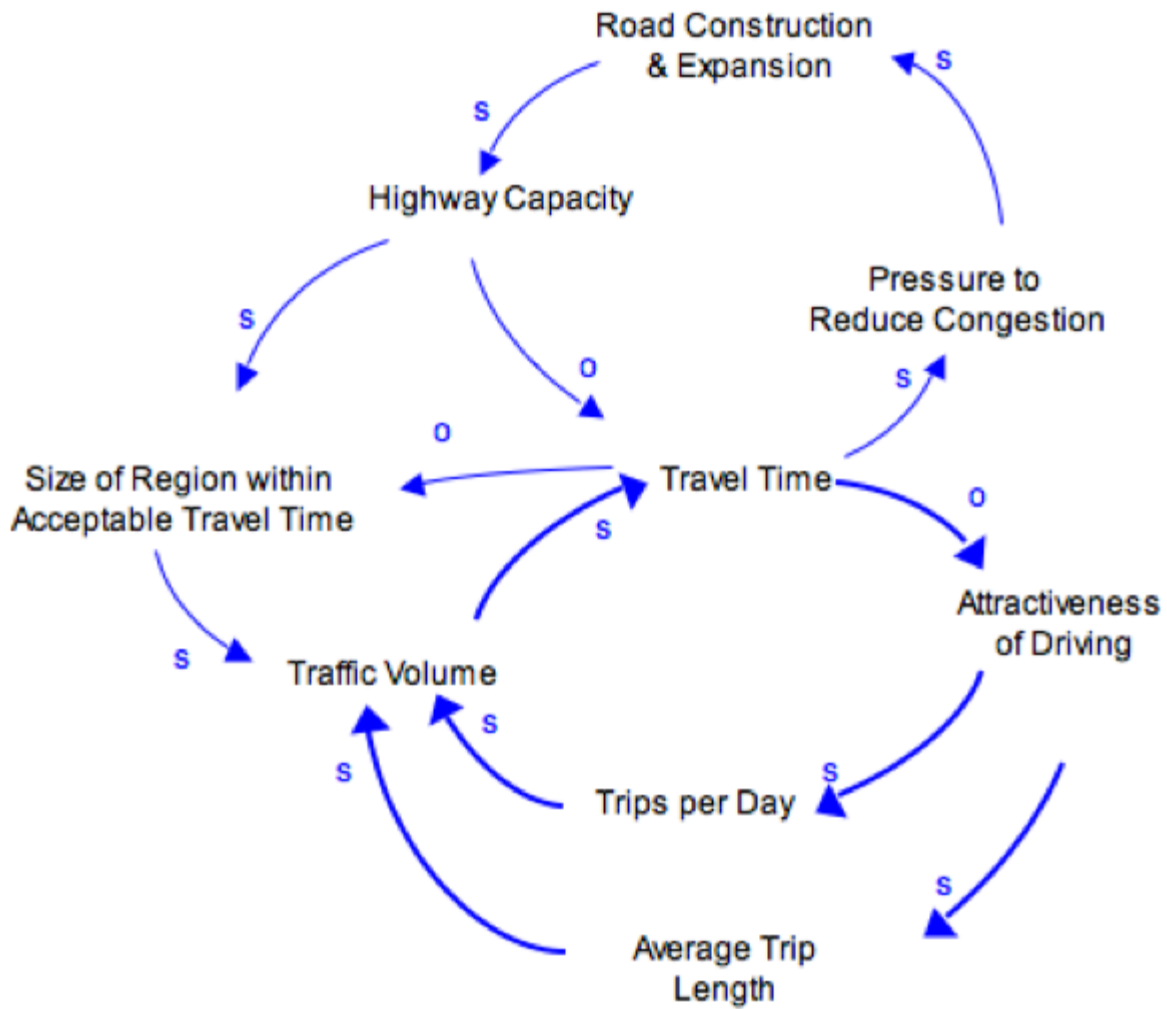 Road Construction
& Expansion
s
s
Highway Capacity
Pressure to
Reduce Congestion
s
o
s
o
Size of Region within
Acceptable Travel Time
Travel Time
o
s
Attractiveness
of Driving
s
Traffic Volume
s
s
s
Trips per Day
s
Average Trip
Length